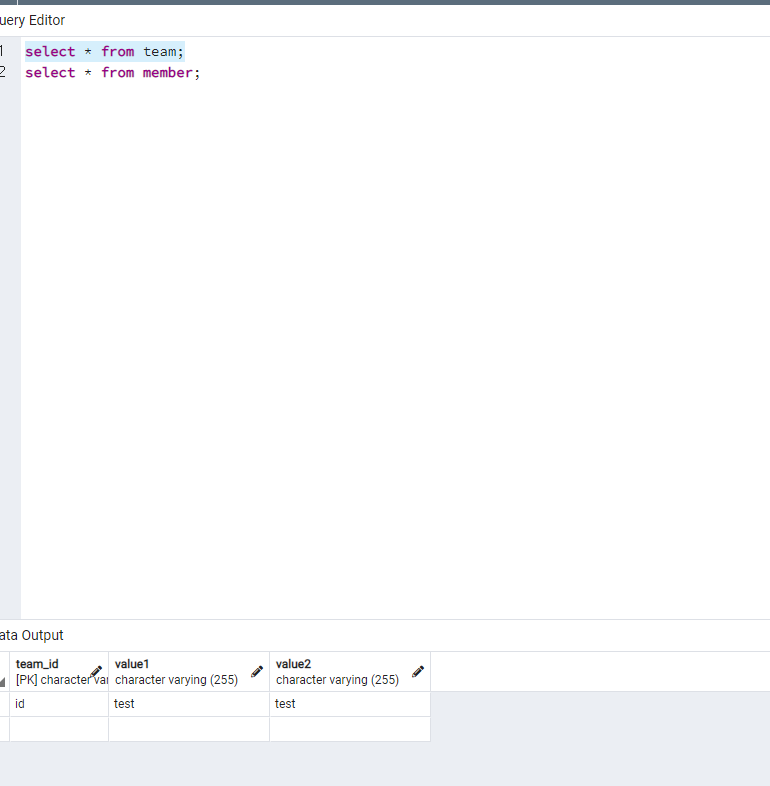 uery Editor
1 select * from team;
2 select * from member;
ata Output
team_id value1 value2
[PK] character var character varying (255) character varying (255)
id test test